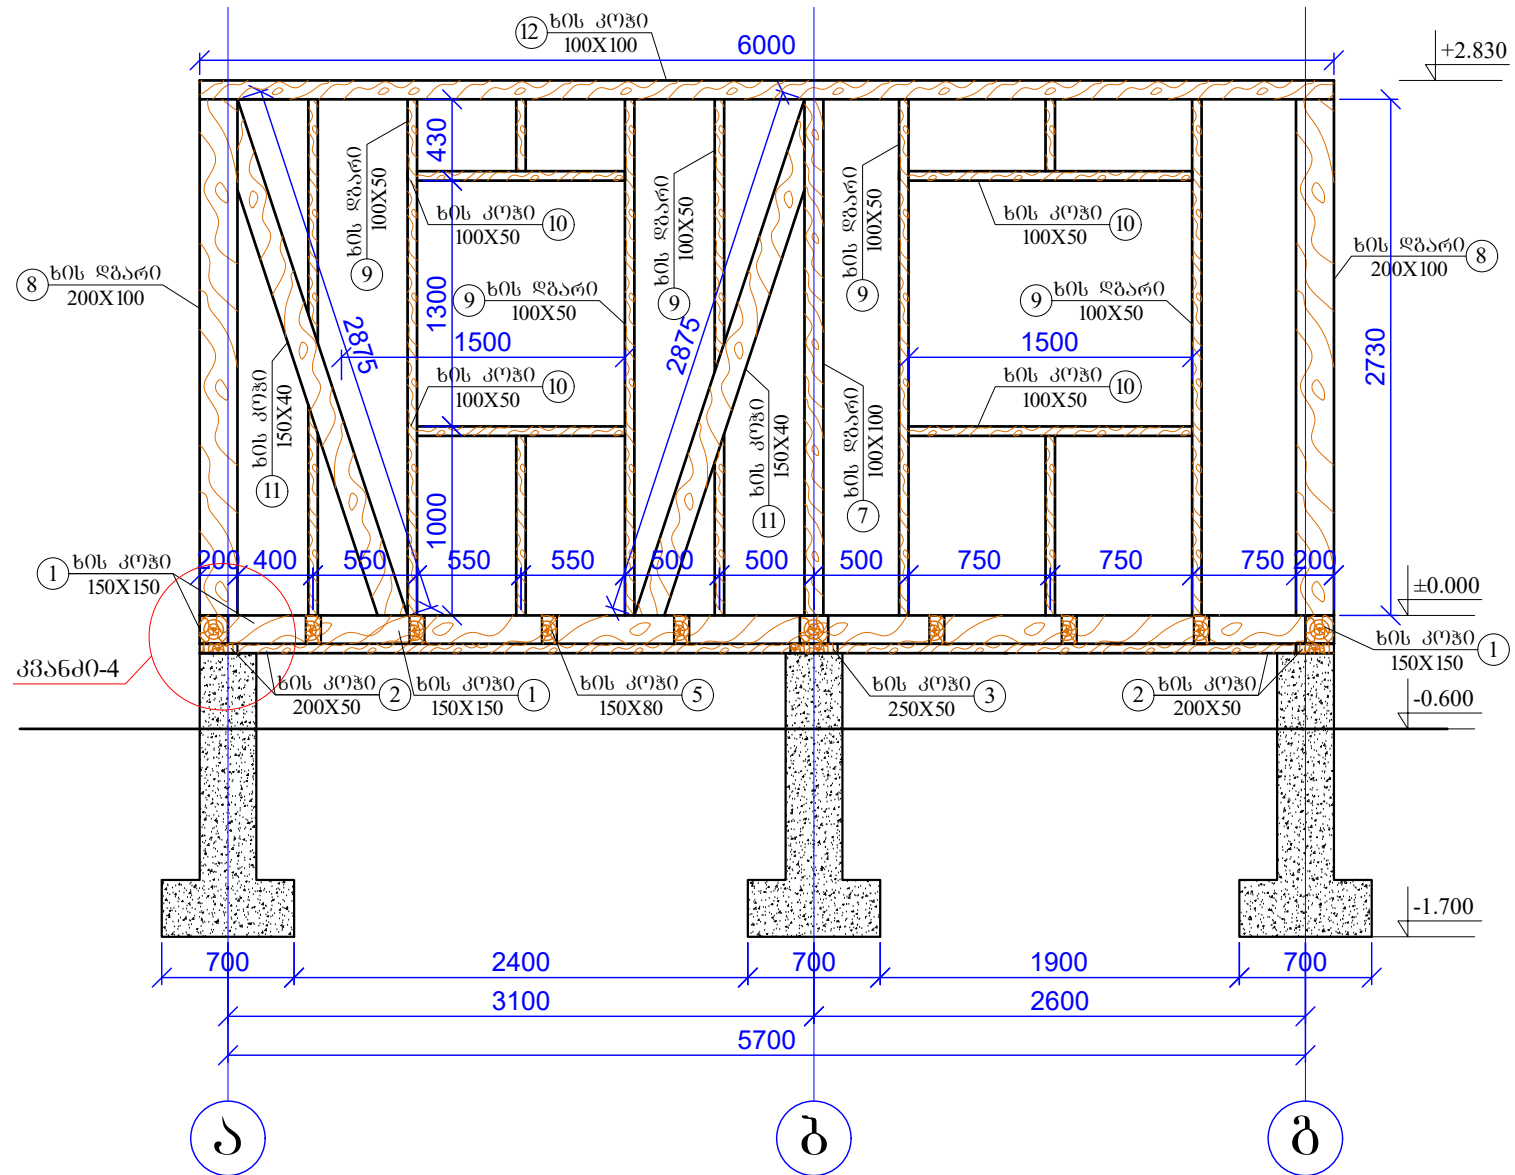 12 ხის კოჭი
100X100
6000
+2.830
430
ხის დგარი
100X50
9
ხის დგარი
100X50
9
ხის დგარი
100X50
9
ხის კოჭი 10
100X50
ხის კოჭი 10
100X50
8 ხის დგარი
200X100
9 ხის დგარი
100X50
9 ხის დგარი
100X50
ხის დგარი 8
200X100
1300
2875
2875
1500
1500
2730
ხის კოჭი 10
100X50
ხის კოჭი 10
100X50
ხის კოჭი
150X40
11
ხის კოჭი
150X40
11
ხის დგარი
100X100
7
1000
200 400 550 550 550 500 500 500 750 750 750 200
1 ხის კოჭი
150X150
±0.000
ხის კოჭი 1
150X150
კვანძი-4
ხის კოჭი 2
200X50
ხის კოჭი 1
150X150
ხის კოჭი 5
150X80
ხის კოჭი 3
250X50
2 ხის კოჭი
200X50
-0.600
-1.700
700 2400 700 1900 700
3100 2600
5700
ა ბ გ